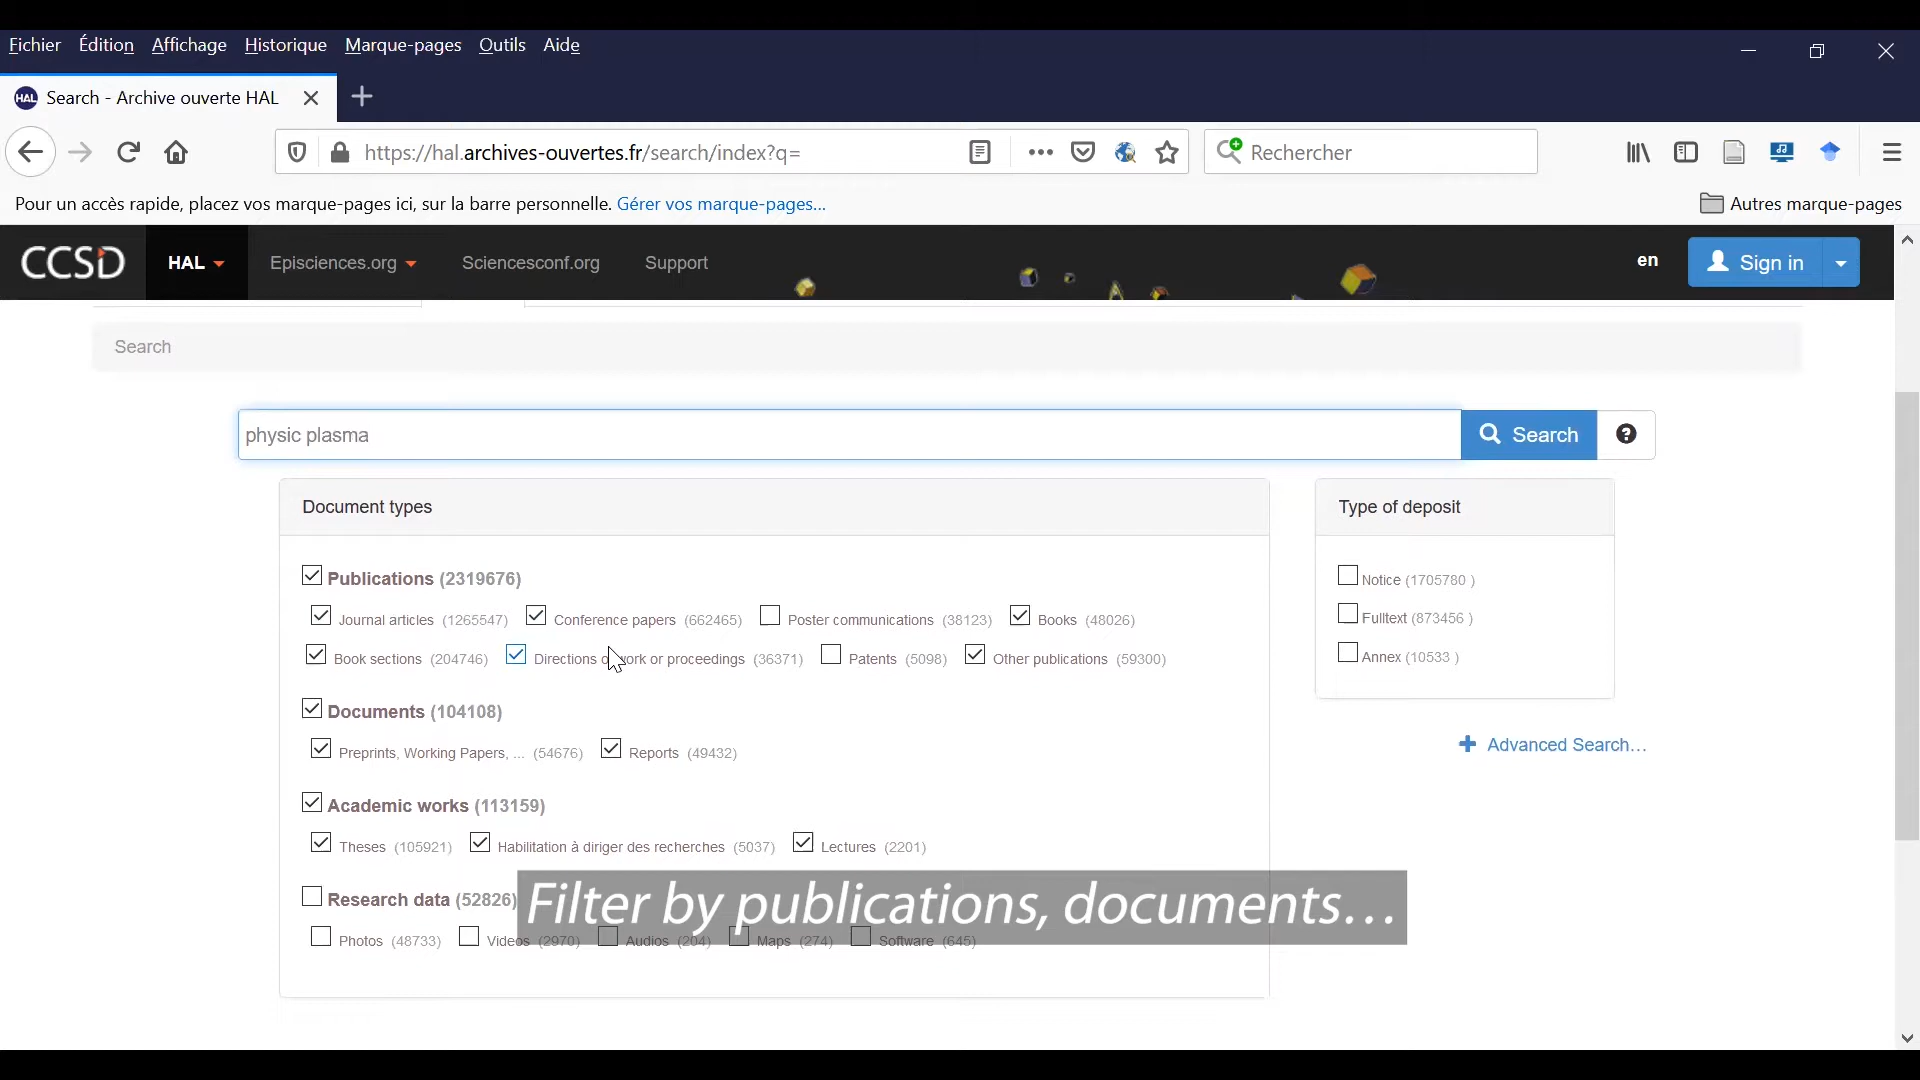 Fichier Édition Affichage Historique Marque-pages Outils Aide
HAL Search - Archive ouverte HAL
https://hal.archives-ouvertes.fr/search/index?q= Rechercher
Pour un accès rapide, placez vos marque-pages ici, sur la barre personnelle. Gérer vos marque-pages... Autres marque-pages
CCSD HAL Episciences.org Sciencesconf.org Support en Sign in
Search
physic plasma Search
Document types Type of deposit
Publications (2319676) Notice (1705780 )
Journal articles (1265547) Conference papers (662465) Poster communications (38123) Books (48026) Fulltext (873456 )
Book sections (204746) Directions of work or proceedings (36371) Patents (5098) Other publications (59300) Annex (10533 )
Documents (104108)
Advanced Search...
Preprints, Working Papers, ... (54676) Reports (49432)
Academic works (113159)
Theses (105921) Habilitation à diriger des recherches (5037) Lectures (2201)
Research data (52826)
Filter by publications, documents...
Photos (48733) Videos (2970) Audios (204) Maps (274) Software (645)